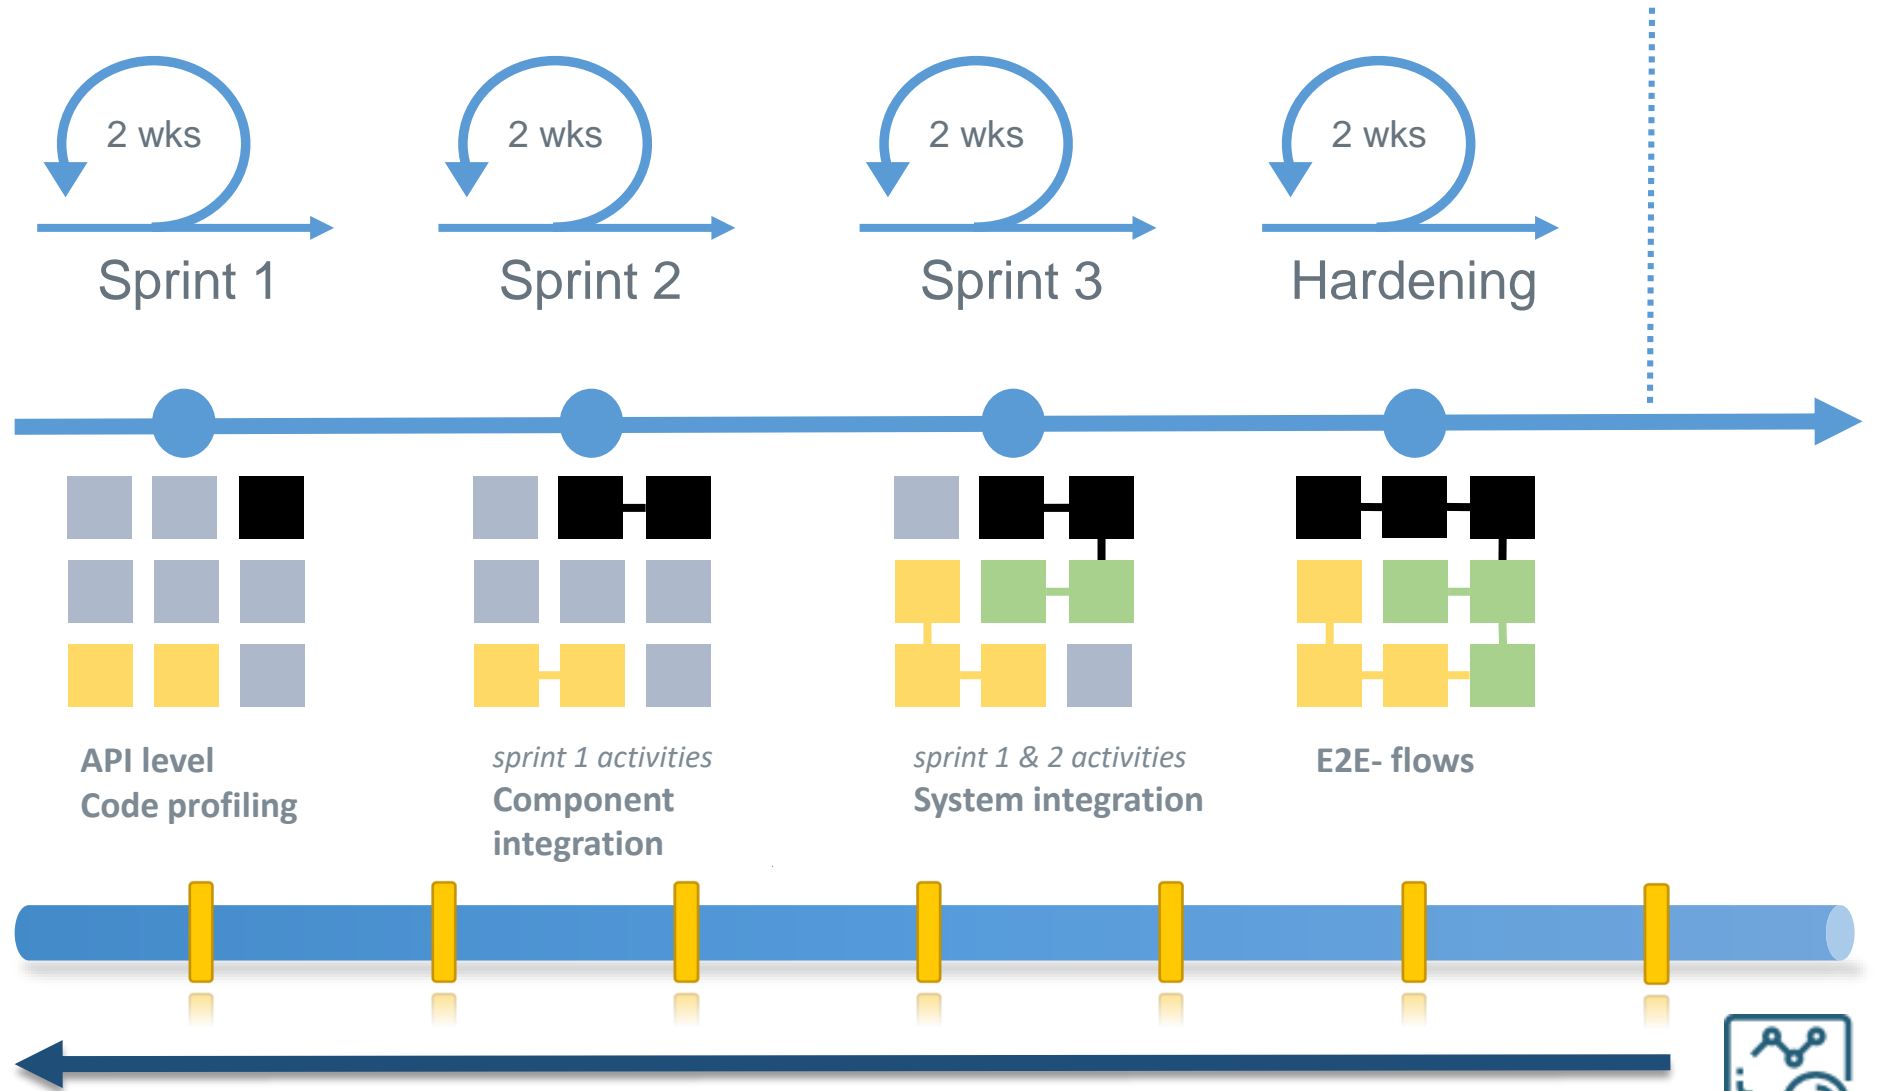 2 wks
2 wks
2 wks
2 wks
Sprint 1
Sprint 2
Sprint 3
Hardening
API level
Code profiling
sprint 1 activities
Component
integration
sprint 1 & 2 activities
System integration
E2E- flows